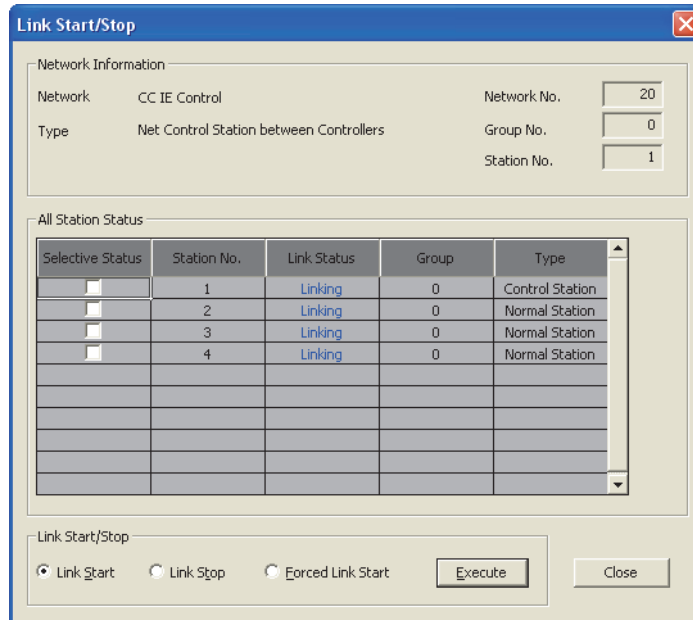 Link Start/Stop
Network Information
Network CC IE Control Network No. 20
Type Net Control Station between Controllers Group No. 0
Station No. 1
All Station Status
Selective Status Station No. Link Status Group Type
1 Linking 0 Control Station
2 Linking 0 Normal Station
3 Linking 0 Normal Station
4 Linking 0 Normal Station
Link Start/Stop
Link Start Link Stop Forced Link Start Execute Close